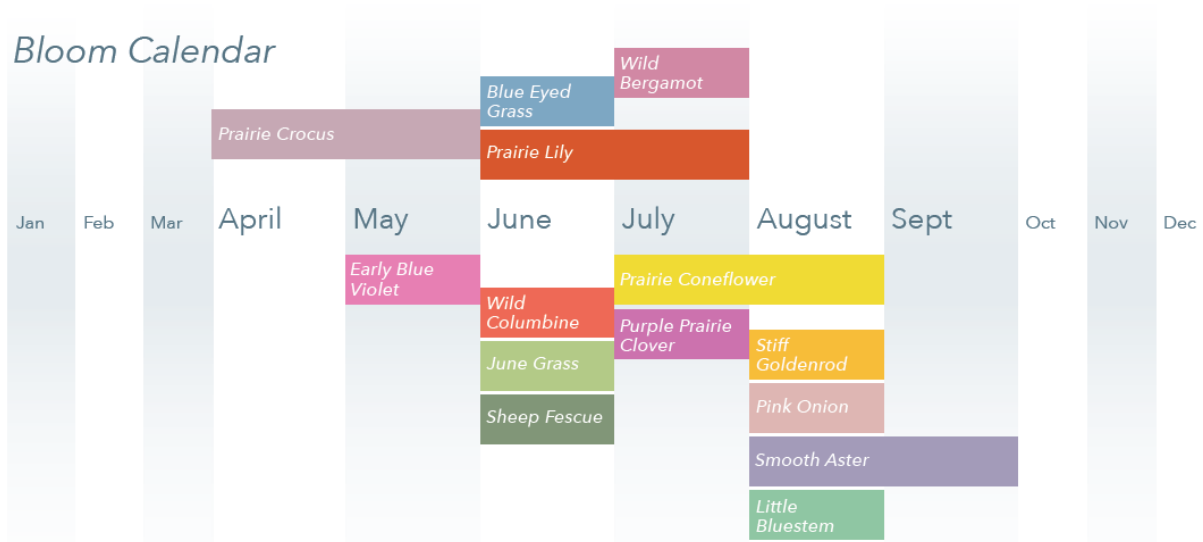 Bloom Calendar
Wild
Bergamot
Blue Eyed
Grass
Prairie Crocus
Prairie Lily
Jan Feb Mar April May June July August Sept Oct Nov Dec
Early Blue
Violet
Prairie Coneflower
Wild
Columbine
Purple Prairie
Clover
Stiff
Goldenrod
June Grass
Pink Onion
Sheep Fescue
Smooth Aster
Little
Bluestem